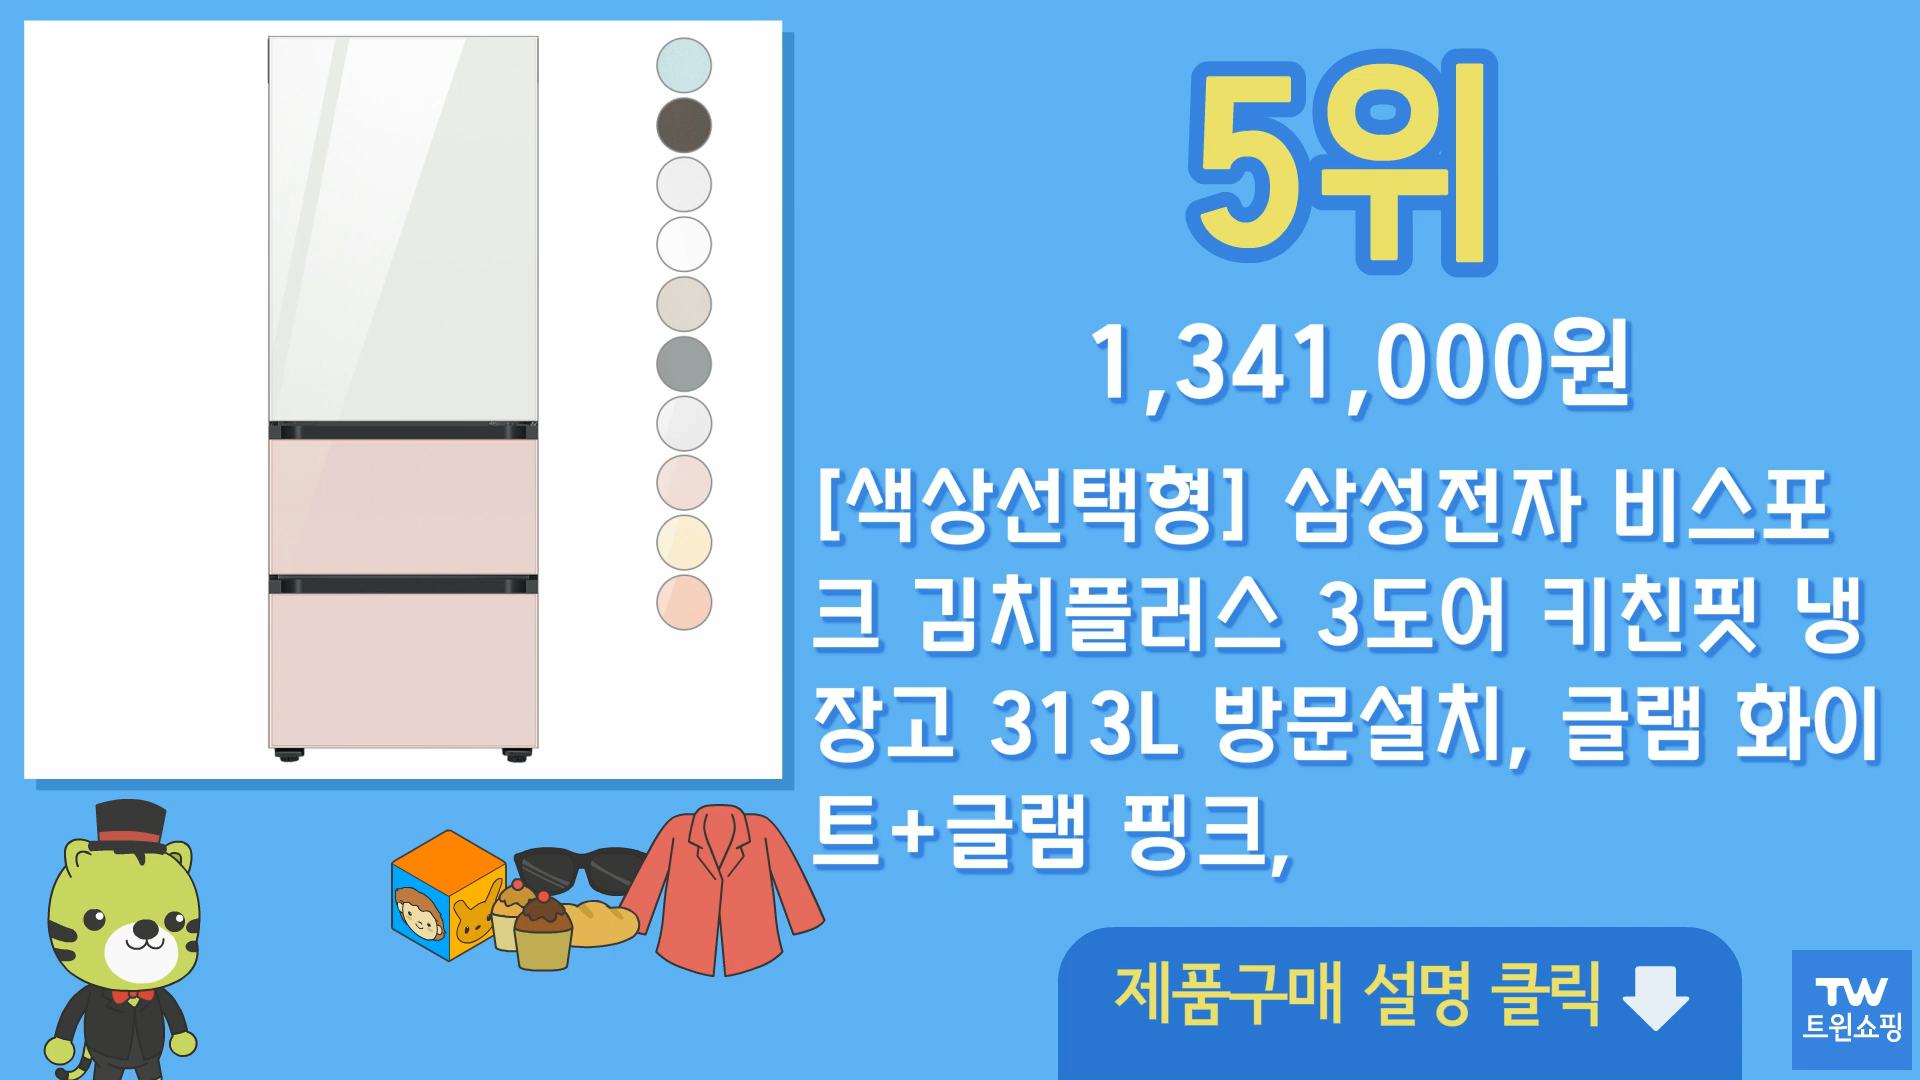 5위
1,341,000원
[색상선택형] 삼성전자 비스포
크 김치플러스 3도어 키친핏 냉
장고 313L 방문설치, 글램 화이
트+글램 핑크,
제품구매 설명 클릭
TW
트윈쇼핑